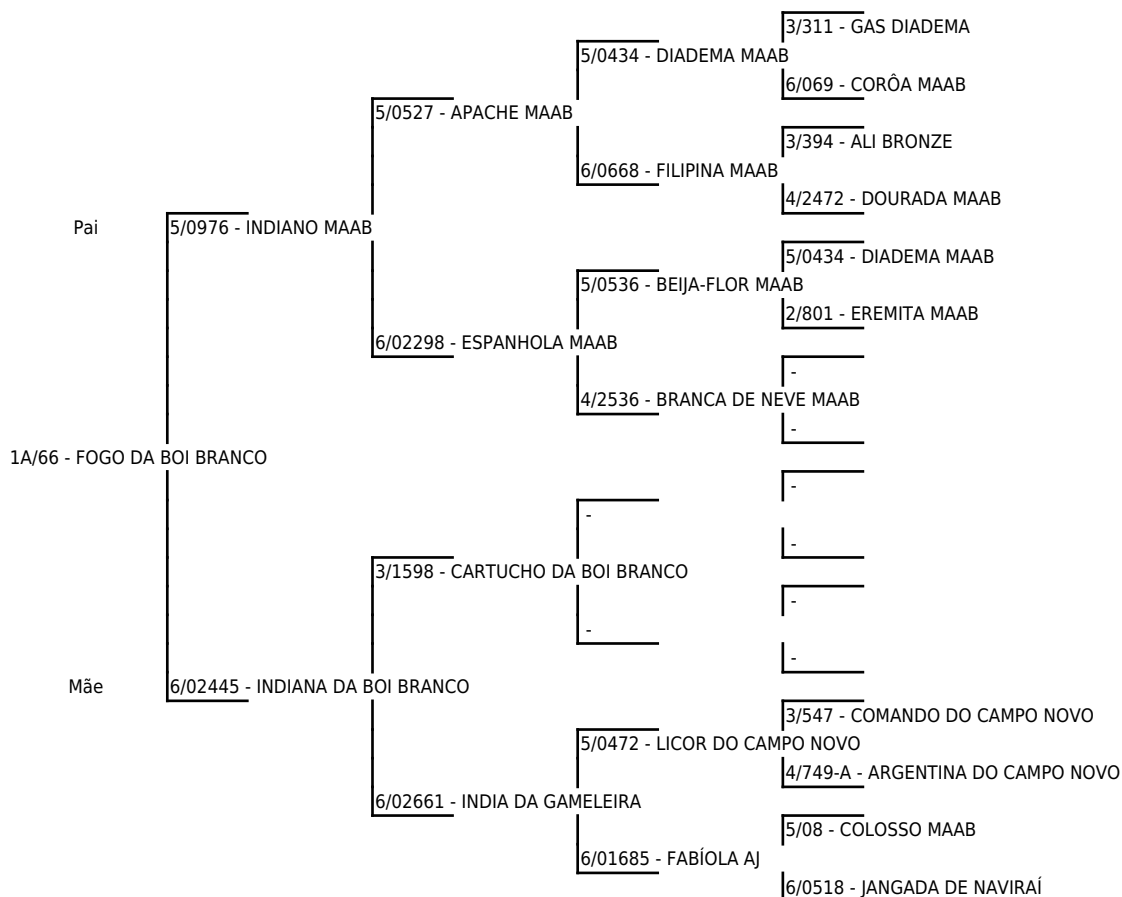 3/311 - GAS DIADEMA
5/0434 - DIADEMA MAAB
6/069 - CORÔA MAAB
5/0527 - APACHE MAAB
3/394 - ALI BRONZE
6/0668 - FILIPINA MAAB
4/2472 - DOURADA MAAB
Pai
5/0976 - INDIANO MAAB
5/0434 - DIADEMA MAAB
5/0536 - BEIJA-FLOR MAAB
2/801 - EREMITA MAAB
6/02298 - ESPANHOLA MAAB
-
4/2536 - BRANCA DE NEVE MAAB
-
1A/66 - FOGO DA BOI BRANCO
-
-
-
3/1598 - CARTUCHO DA BOI BRANCO
-
-
-
Mãe
6/02445 - INDIANA DA BOI BRANCO
3/547 - COMANDO DO CAMPO NOVO
5/0472 - LICOR DO CAMPO NOVO
4/749-A - ARGENTINA DO CAMPO NOVO
6/02661 - INDIA DA GAMELEIRA
5/08 - COLOSSO MAAB
6/01685 - FABÍOLA AJ
6/0518 - JANGADA DE NAVIRAÍ